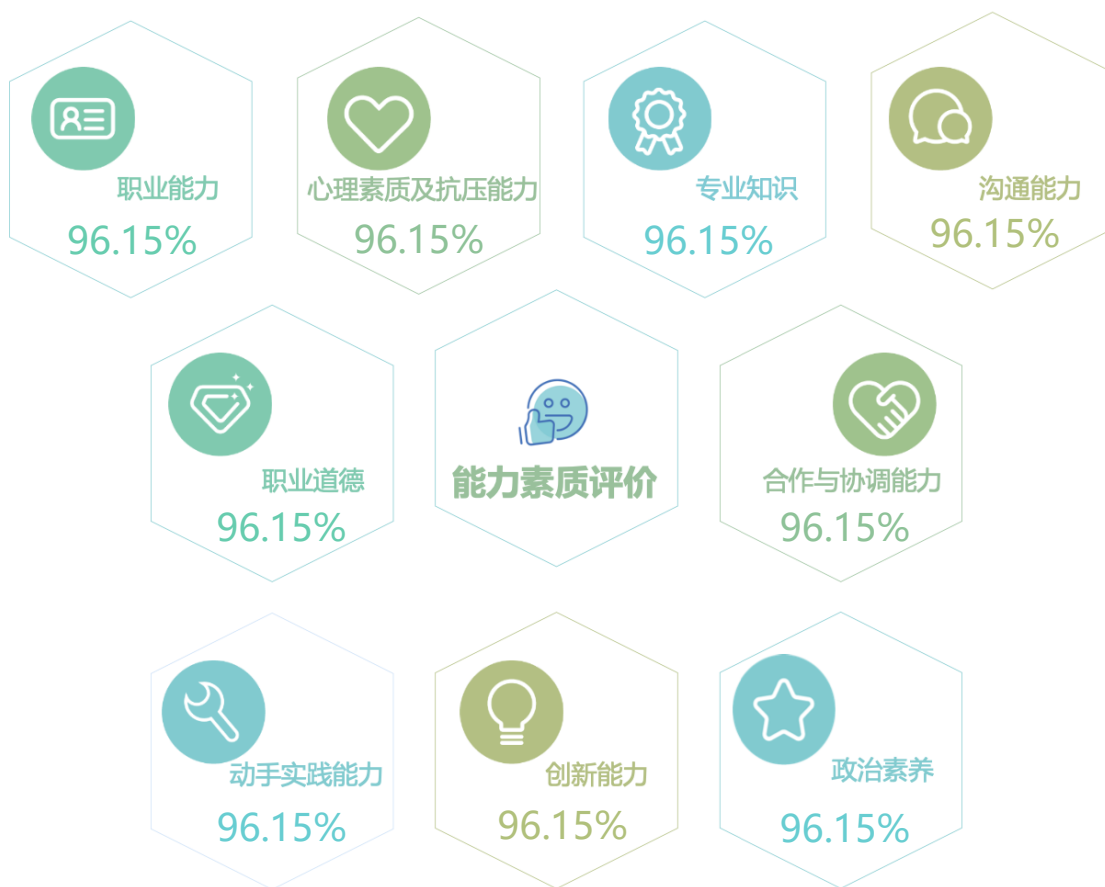 职业能力
96.15%
心理素质及抗压能力
96.15%
专业知识
96.15%
沟通能力
96.15%
职业道德
96.15%
能力素质评价
合作与协调能力
96.15%
动手实践能力
96.15%
创新能力
96.15%
政治素养
96.15%